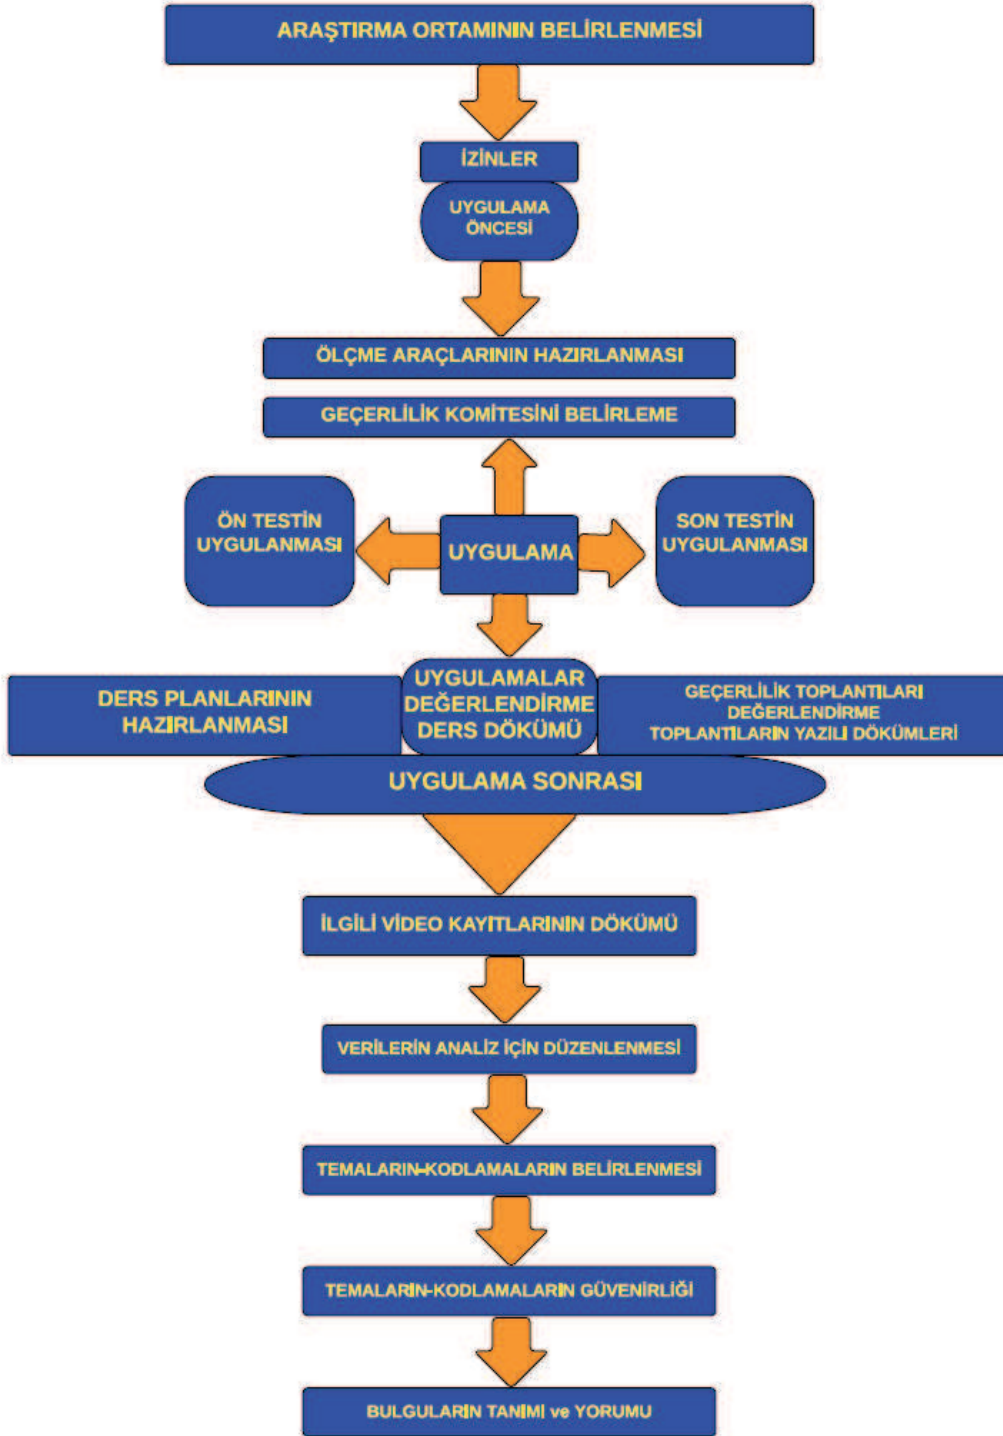 ARAŞTIRMA ORTAMININ BELİRLENMESİ
İZİNLER
UYGULAMA
ÖNCESİ
ÖLÇME ARAÇLARININ HAZIRLANMASI
GEÇERLİLİK KOMİTESİNİ BELİRLEME
ÖN TESTİN
UYGULANMASI
UYGULAMA
SON TESTİN
UYGULANMASI
DERS PLANLARININ
HAZIRLANMASI
UYGULAMALAR
DEĞERLENDİRME
DERS DÖKÜMÜ
GEÇERLİLİK TOPLANTILARI
DEĞERLENDİRME
TOPLANTILARIN YAZILI DÖKÜMLERİ
UYGULAMA SONRASI
İLGİLİ VİDEO KAYITLARININ DÖKÜMÜ
VERİLERİN ANALİZ İÇİN DÜZENLENMESİ
TEMALARIN-KODLAMALARIN BELİRLENMESİ
TEMALARIN-KODLAMALARIN GÜVENİRLİĞİ
BULGULARIN TANIMI ve YORUMU